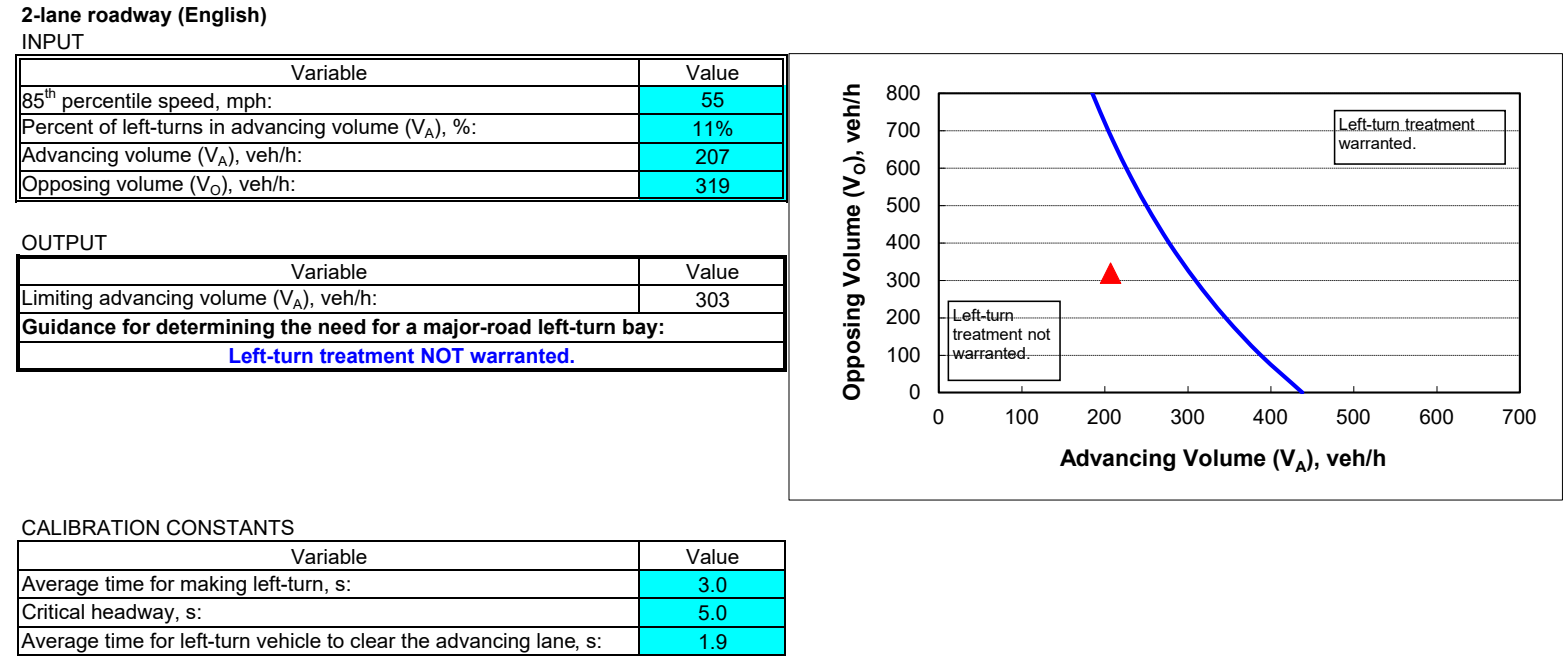 2-lane roadway (English)
INPUT
Variable Value
85th percentile speed, mph: 55
Percent of left-turns in advancing volume (VA), %: 11%
Advancing volume (VA), veh/h: 207
Opposing volume (VO), veh/h: 319
OUTPUT
Variable Value
Limiting advancing volume (VA), veh/h: 303
Guidance for determining the need for a major-road left-turn bay:
Left-turn treatment NOT warranted.
Opposing Volume (VO), veh/h
800
700
600
500
400
300
200
100
0
Left-turn treatment
warranted.
Left-turn
treatment not
warranted.
0 100 200 300 400 500 600 700
Advancing Volume (VA), veh/h
CALIBRATION CONSTANTS
Variable Value
Average time for making left-turn, s: 3.0
Critical headway, s: 5.0
Average time for left-turn vehicle to clear the advancing lane, s: 1.9